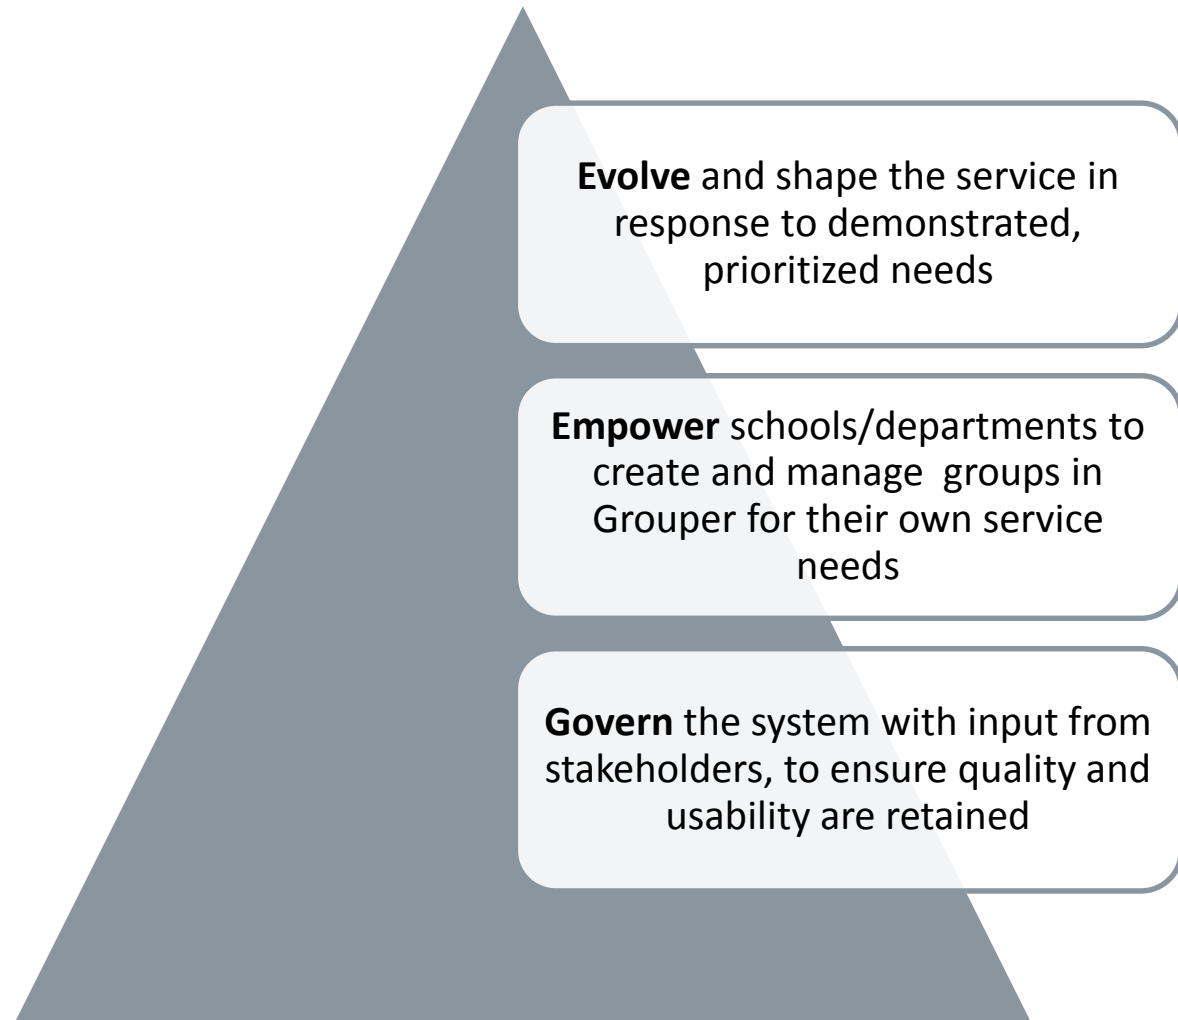 Evolve and shape the service in
response to demonstrated,
prioritized needs
Empower schools/departments to
create and manage  groups in
Grouper for their own service
needs
Govern the system with input from
stakeholders, to ensure quality and
usability are retained